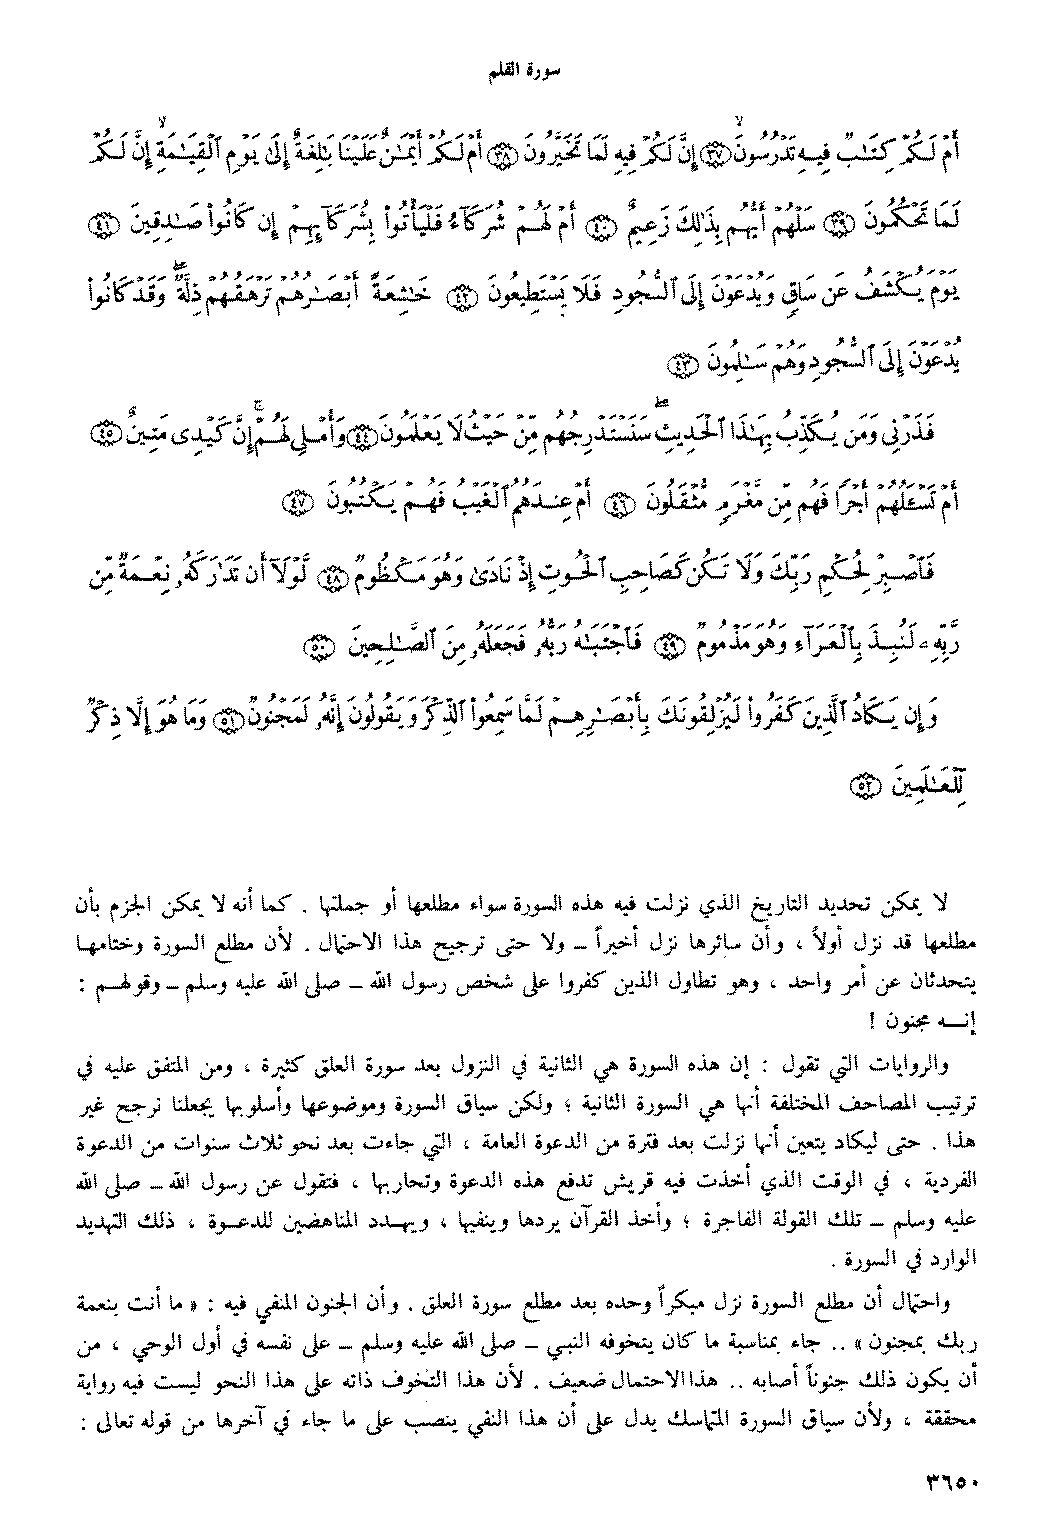 سورة القلم
أَمْ لَكُمْ كِتَٰبٌ فِيهِ تَدْرُسُونَ ۙ ﴿٣٧﴾ إِنَّ لَكُمْ فِيهِ لَمَا تَخَيَّرُونَ ﴿٣٨﴾ أَمْ لَكُمْ أَيْمَٰنٌ عَلَيْنَا بَٰلِغَةٌ إِلَىٰ يَوْمِ ٱلْقِيَٰمَةِ ۙ إِنَّ لَكُمْ
لَمَا تَحْكُمُونَ ﴿٣٩﴾ سَلْهُمْ أَيُّهُم بِذَٰلِكَ زَعِيمٌ ﴿٤٠﴾ أَمْ لَهُمْ شُرَكَآءُ فَلْيَأْتُوا۟ بِشُرَكَآئِهِمْ إِن كَانُوا۟ صَٰدِقِينَ ﴿٤١﴾
يَوْمَ يُكْشَفُ عَن سَاقٍ وَيُدْعَوْنَ إِلَى ٱلسُّجُودِ فَلَا يَسْتَطِيعُونَ ﴿٤٢﴾ خَٰشِعَةً أَبْصَٰرُهُمْ تَرْهَقُهُمْ ذِلَّةٌ ۖ وَقَدْ كَانُوا۟
يُدْعَوْنَ إِلَى ٱلسُّجُودِ وَهُمْ سَٰلِمُونَ ﴿٤٣﴾
فَذَرْنِى وَمَن يُكَذِّبُ بِهَٰذَا ٱلْحَدِيثِ ۖ سَنَسْتَدْرِجُهُم مِّنْ حَيْثُ لَا يَعْلَمُونَ ﴿٤٤﴾ وَأُمْلِى لَهُمْ ۚ إِنَّ كَيْدِى مَتِينٌ ﴿٤٥﴾
أَمْ تَسْـَٔلُهُمْ أَجْرًا فَهُم مِّن مَّغْرَمٍ مُّثْقَلُونَ ﴿٤٦﴾ أَمْ عِندَهُمُ ٱلْغَيْبُ فَهُمْ يَكْتُبُونَ ﴿٤٧﴾
فَٱصْبِرْ لِحُكْمِ رَبِّكَ وَلَا تَكُن كَصَاحِبِ ٱلْحُوتِ إِذْ نَادَىٰ وَهُوَ مَكْظُومٌ ﴿٤٨﴾ لَّوْلَآ أَن تَدَٰرَكَهُۥ نِعْمَةٌ مِّن
رَّبِّهِۦ لَنُبِذَ بِٱلْعَرَآءِ وَهُوَ مَذْمُومٌ ﴿٤٩﴾ فَٱجْتَبَٰهُ رَبُّهُۥ فَجَعَلَهُۥ مِنَ ٱلصَّٰلِحِينَ ﴿٥٠﴾
وَإِن يَكَادُ ٱلَّذِينَ كَفَرُوا۟ لَيُزْلِقُونَكَ بِأَبْصَٰرِهِمْ لَمَّا سَمِعُوا۟ ٱلذِّكْرَ وَيَقُولُونَ إِنَّهُۥ لَمَجْنُونٌ ﴿٥١﴾ وَمَا هُوَ إِلَّا ذِكْرٌ
لِّلْعَٰلَمِينَ ﴿٥٢﴾
لا يمكن تحديد التاريخ الذي نزلت فيه هذه السورة سواء مطلعها أو جملتها . كما أنه لا يمكن الجزم بأن
مطلعها قد نزل أولاً ، وأن سائرها نزل أخيراً – ولا حتى ترجيح هذا الاحتمال . لأن مطلع السورة وختامها
يتحدثان عن أمر واحد ، وهو تطاول الذين كفروا على شخص رسول الله – صلى الله عليه وسلم – وقولهم :
إنه مجنون !
والروايات التي تقول : إن هذه السورة هي الثانية في النزول بعد سورة العلق كثيرة ، ومن المتفق عليه في
ترتيب المصاحف المختلفة أنها هي السورة الثانية ؛ ولكن سياق السورة وموضوعها وأسلوبها يجعلنا نرجح غير
هذا . حتى ليكاد يتعين أنها نزلت بعد فترة من الدعوة العامة ، التي جاءت بعد نحو ثلاث سنوات من الدعوة
الفردية ، في الوقت الذي أخذت فيه قريش تدفع هذه الدعوة وتحاربها ، فتقول عن رسول الله – صلى الله
عليه وسلم – تلك القولة الفاجرة ؛ وأخذ القرآن يردها وينفيها ، ويهدد المناهضين للدعوة ، ذلك التهديد
الوارد في السورة .
واحتمال أن مطلع السورة نزل مبكراً وحده بعد مطلع سورة العلق . وأن الجنون المنفي فيه : « ما أنت بنعمة
ربك بمجنون » .. جاء بمناسبة ما كان يتخوفه النبي – صلى الله عليه وسلم – على نفسه في أول الوحي ، من
أن يكون ذلك جنوناً أصابه .. هذا الاحتمال ضعيف . لأن هذا التخوف ذاته على هذا النحو ليست فيه رواية
محققة ، ولأن سياق السورة المتماسك يدل على أن هذا النفي ينصب على ما جاء في آخرها من قوله تعالى :
٣٦٥٠